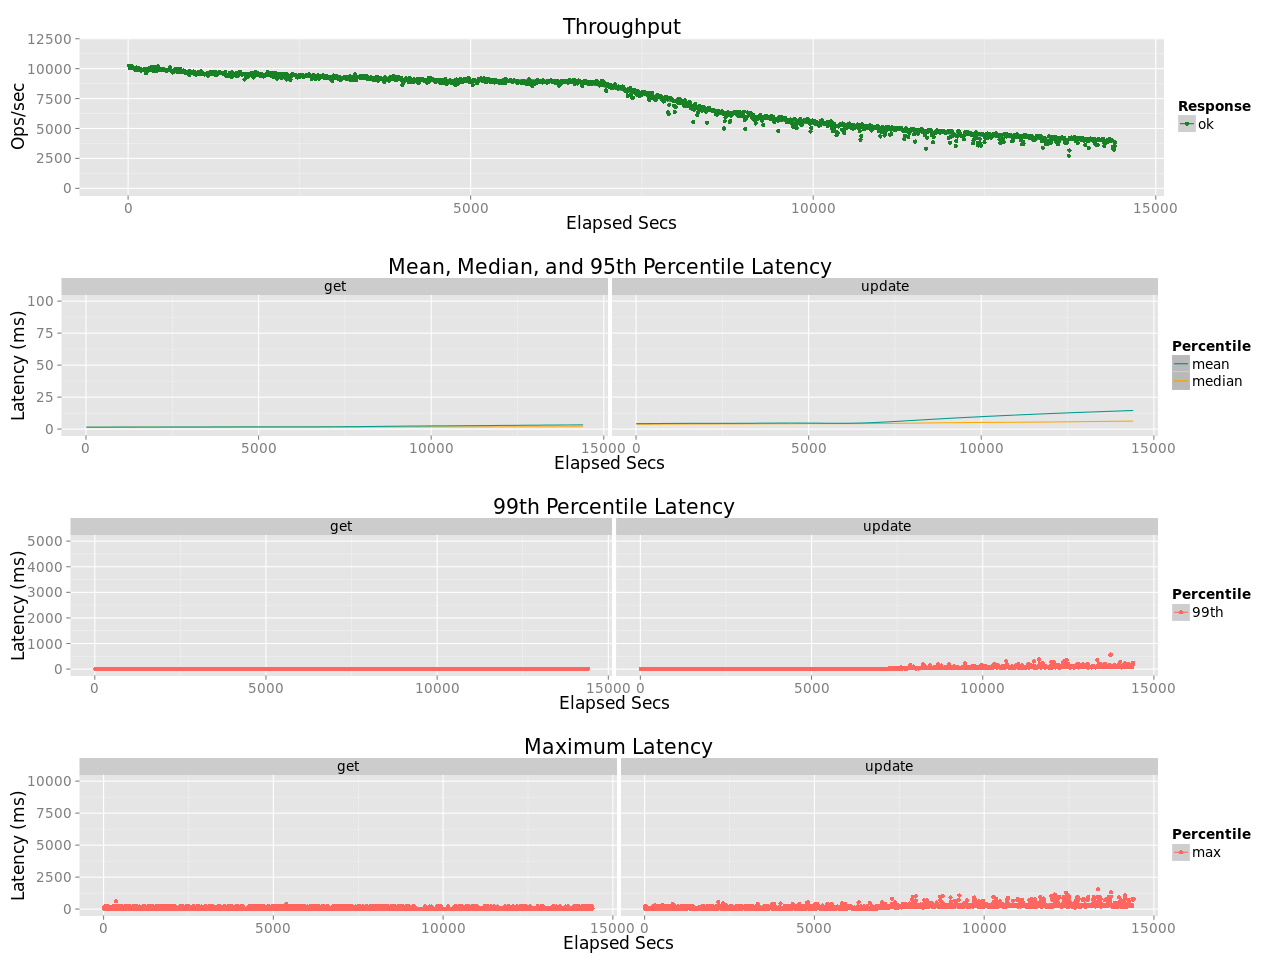 Throughput
12500
10000
7500
5000
2500
0
Ops/sec
0 5000 10000 15000
Elapsed Secs
Response
ok
Mean, Median, and 95th Percentile Latency
get update
100
75
50
25
0
Latency (ms)
0 5000 10000 15000 0 5000 10000 15000
Elapsed Secs
Percentile
mean
median
99th Percentile Latency
get update
5000
4000
3000
2000
1000
0
Latency (ms)
0 5000 10000 15000 0 5000 10000 15000
Elapsed Secs
Percentile
99th
Maximum Latency
get update
10000
7500
5000
2500
0
Latency (ms)
0 5000 10000 15000 0 5000 10000 15000
Elapsed Secs
Percentile
max